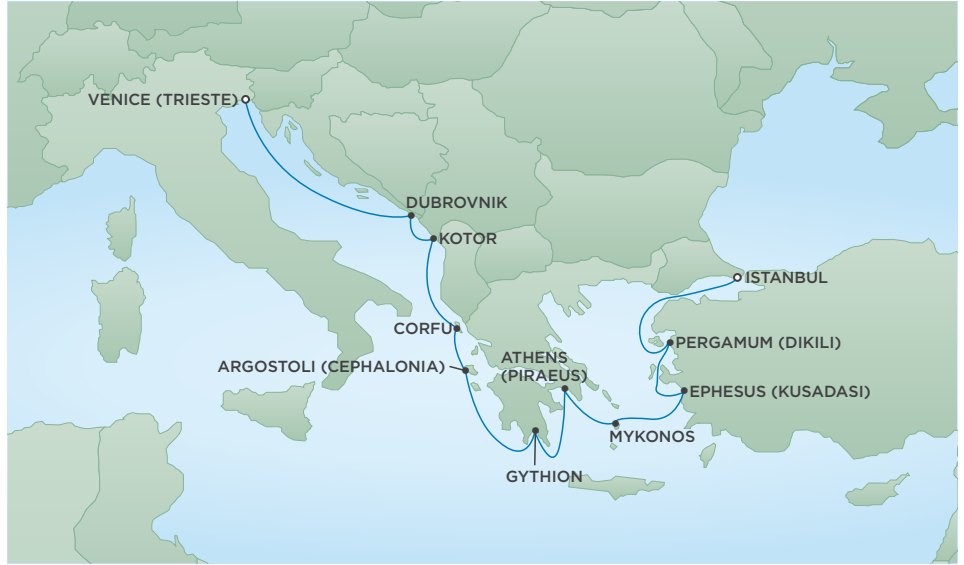 VENICE (TRIESTE)
DUBROVNIK
KOTOR
ISTANBUL
CORFU
PERGAMUM (DIKILI)
ATHENS
(PIRAEUS)
ARGOSTOLI (CEPHALONIA)
EPHESUS (KUSADASI)
MYKONOS
GYTHION